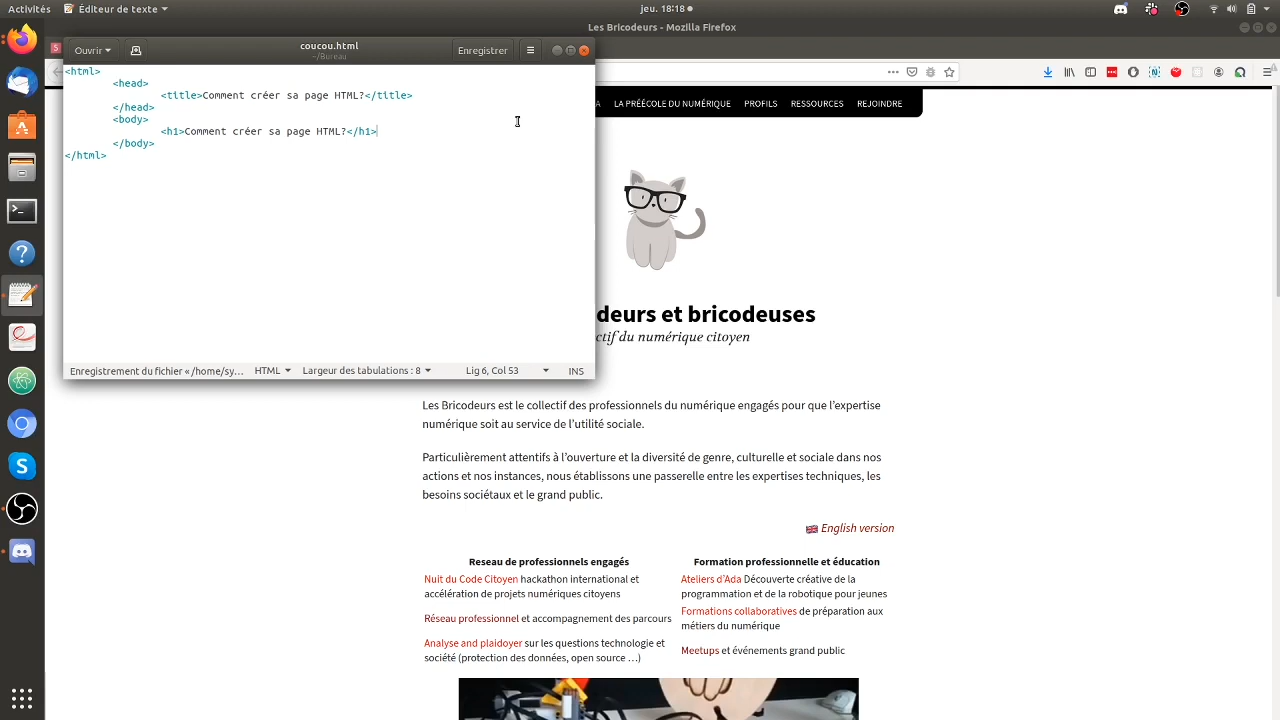 Activités
Éditeur de texte
jeu. 18:18
Les Bricodeurs - Mozilla Firefox
Ouvrir
coucou.html
~/Bureau
Enregistrer
<html>
<head>
<title>Comment créer sa page HTML?</title>
</head>
<body>
<h1>Comment créer sa page HTML?</h1>
</body>
</html>
Enregistrement du fichier « /home/sy…
HTML
Largeur des tabulations : 8
Lig 6, Col 53
INS
A
LA PRÉÉCOLE DU NUMÉRIQUE
PROFILS
RESSOURCES
REJOINDRE
deurs et bricodeuses
ctif du numérique citoyen
Les Bricodeurs est le collectif des professionnels du numérique engagés pour que l’expertise
numérique soit au service de l’utilité sociale.
Particulièrement attentifs à l’ouverture et la diversité de genre, culturelle et sociale dans nos
actions et nos instances, nous établissons une passerelle entre les expertises techniques, les
besoins sociétaux et le grand public.
English version
Reseau de professionnels engagés
Nuit du Code Citoyen hackathon international et
accélération de projets numériques citoyens
Réseau professionnel et accompagnement des parcours
Analyse and plaidoyer sur les questions technologie et
société (protection des données, open source …)
Formation professionnelle et éducation
Ateliers d’Ada Découverte créative de la
programmation et de la robotique pour jeunes
Formations collaboratives de préparation aux
métiers du numérique
Meetups et événements grand public